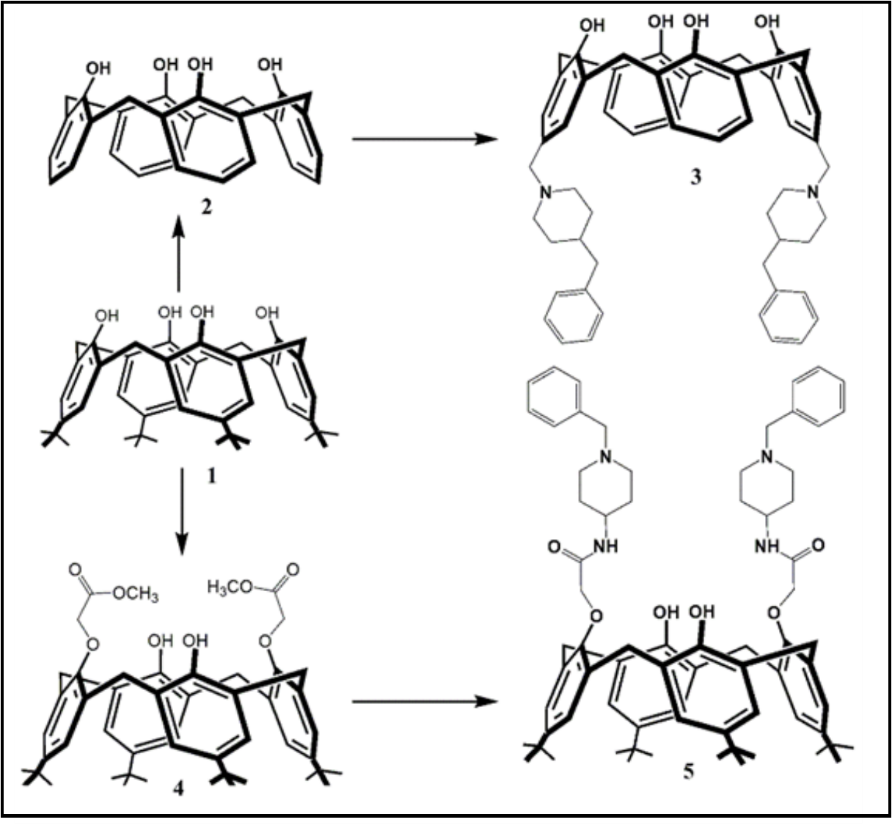 OH OH OH OH
2
OH OH OH OH
3
N N
OH OH OH OH
1
N N
O NH NH O
O O
OH OH
5
O OCH3 H3CO O
O OH OH O
4